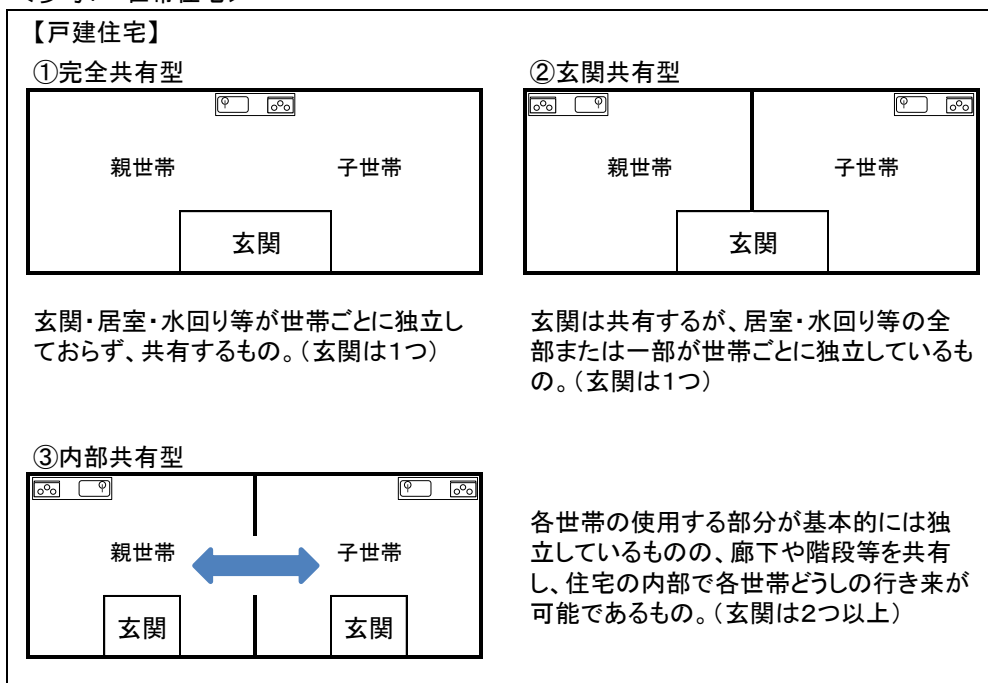 【戸建住宅】
①完全共有型
親世帯
子世帯
玄関
玄関・居室・水回り等が世帯ごとに独立し
ておらず、共有するもの。（玄関は１つ）
②玄関共有型
親世帯
子世帯
玄関
玄関は共有するが、居室・水回り等の全
部または一部が世帯ごとに独立しているも
の。（玄関は１つ）
③内部共有型
親世帯
子世帯
玄関
玄関
各世帯の使用する部分が基本的には独
立しているものの、廊下や階段等を共有
し、住宅の内部で各世帯どうしの行き来が
可能であるもの。（玄関は２つ以上）